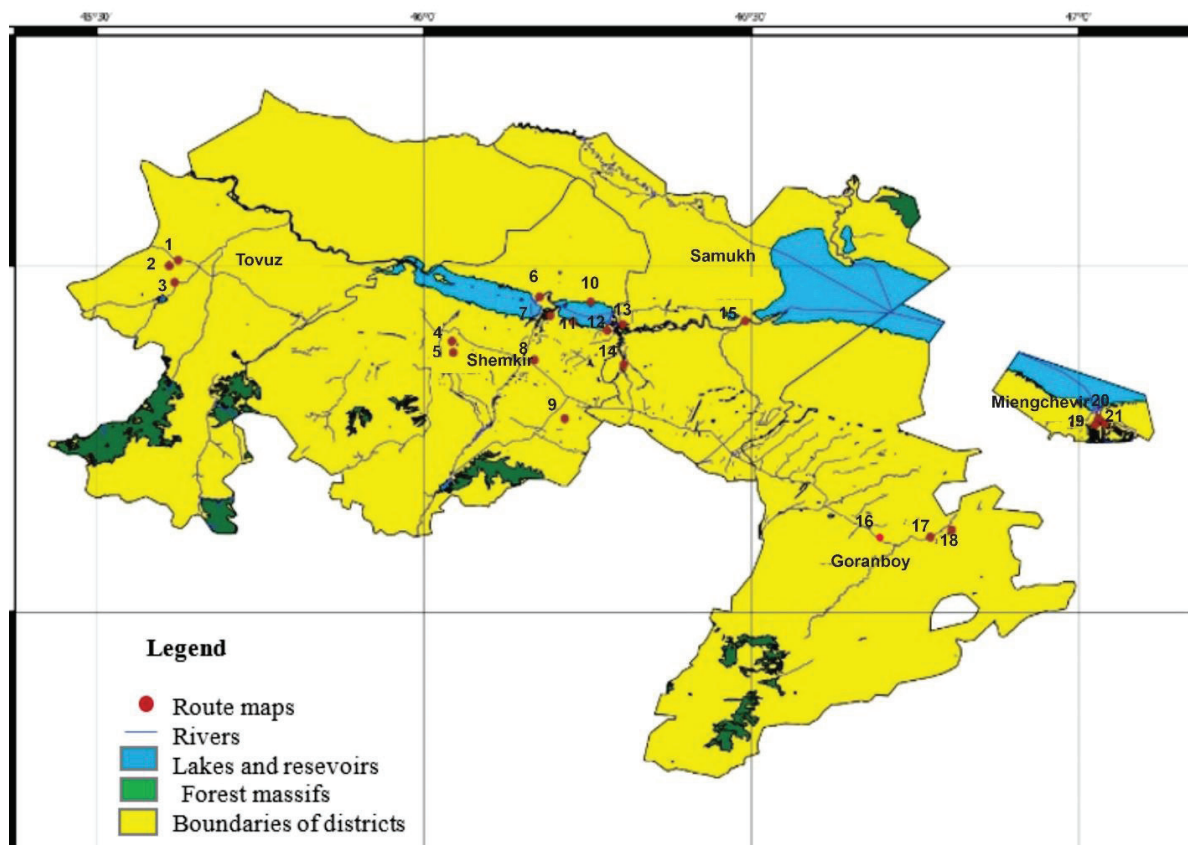 45°30' 46°0' 46°30' 47°0'
1
2
Tovuz
3
Samukh
6
10
7
11
12
13
15
4
5
8
Shemkir
14
9
Miengchevir
20
19
21
16
17
18
Goranboy
Legend
Route maps
Rivers
Lakes and resevoirs
Forest massifs
Boundaries of districts